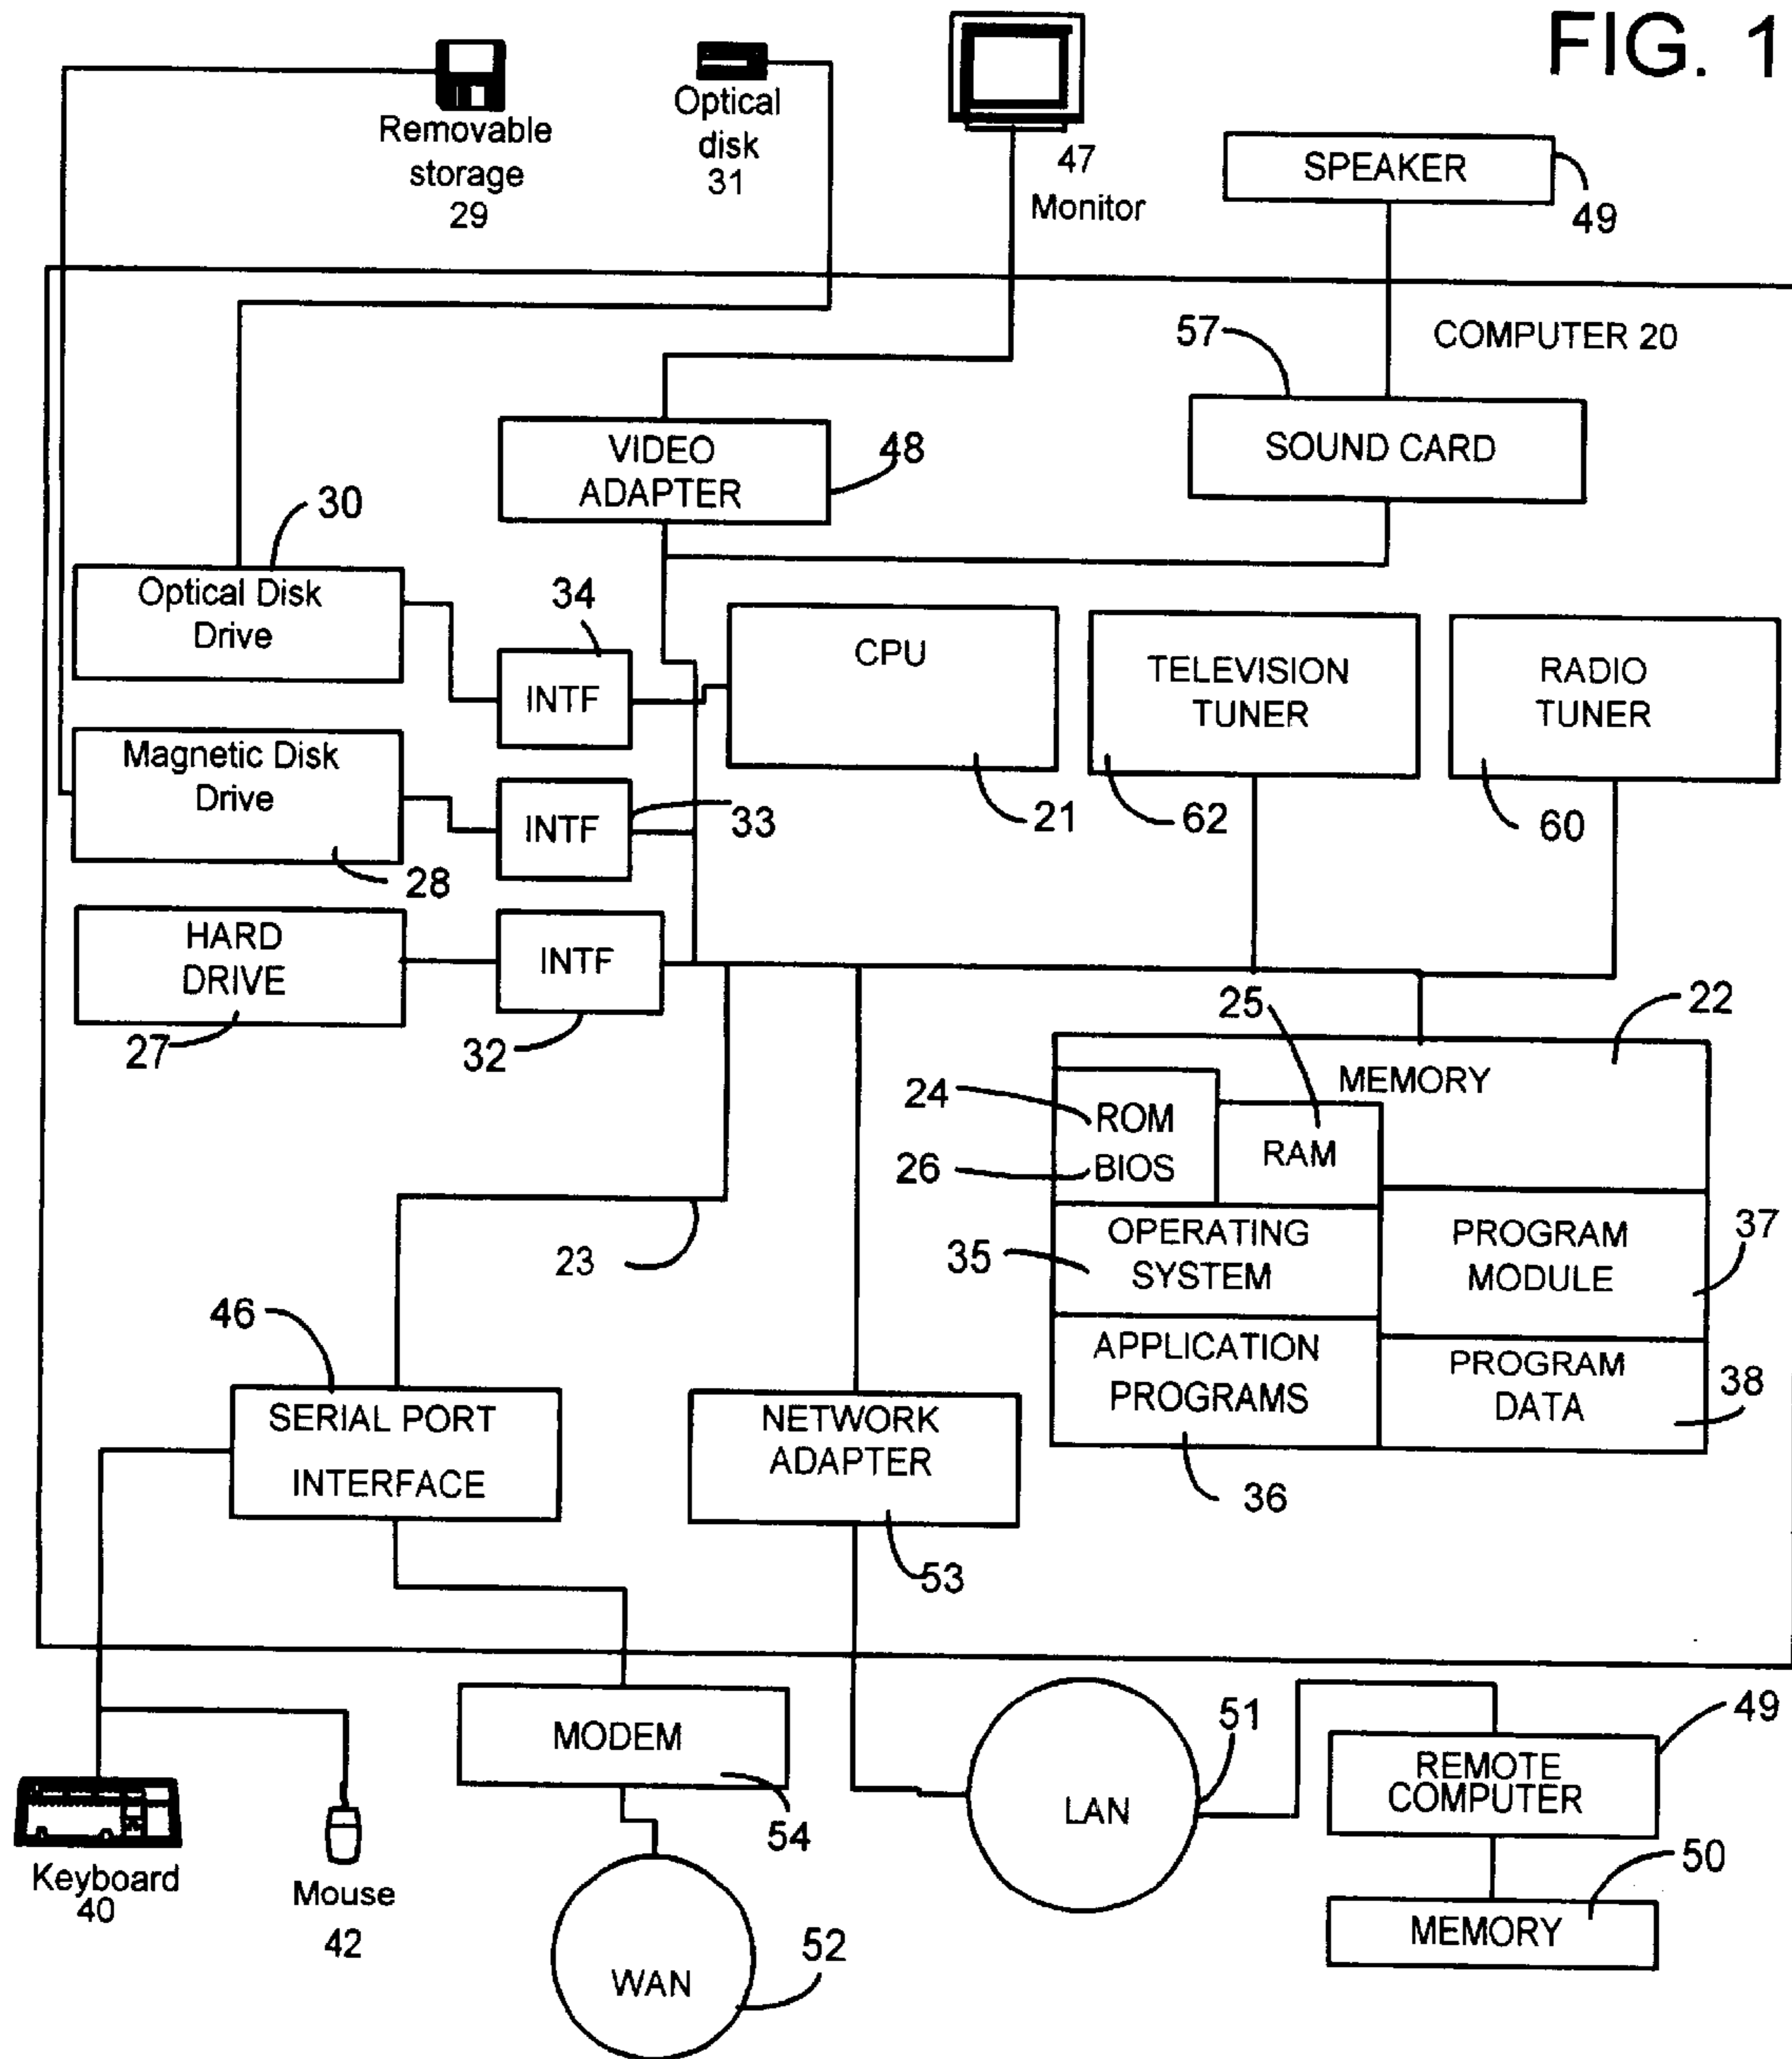 FIG. 1
Removable
storage
29
Optical
disk
31
47
Monitor
SPEAKER
49
COMPUTER 20
57
SOUND CARD
VIDEO
ADAPTER
48
30
Optical Disk
Drive
34
INTF
CPU
21
TELEVISION
TUNER
62
RADIO
TUNER
60
Magnetic Disk
Drive
28
INTF
33
HARD
DRIVE
27
INTF
32
25
22
MEMORY
24
ROM
26
BIOS
RAM
23
35
OPERATING
SYSTEM
PROGRAM
MODULE
37
46
APPLICATION
PROGRAMS
36
PROGRAM
DATA
38
SERIAL PORT
INTERFACE
NETWORK
ADAPTER
53
MODEM
54
LAN
51
49
REMOTE
COMPUTER
50
MEMORY
Keyboard
40
Mouse
42
WAN
52